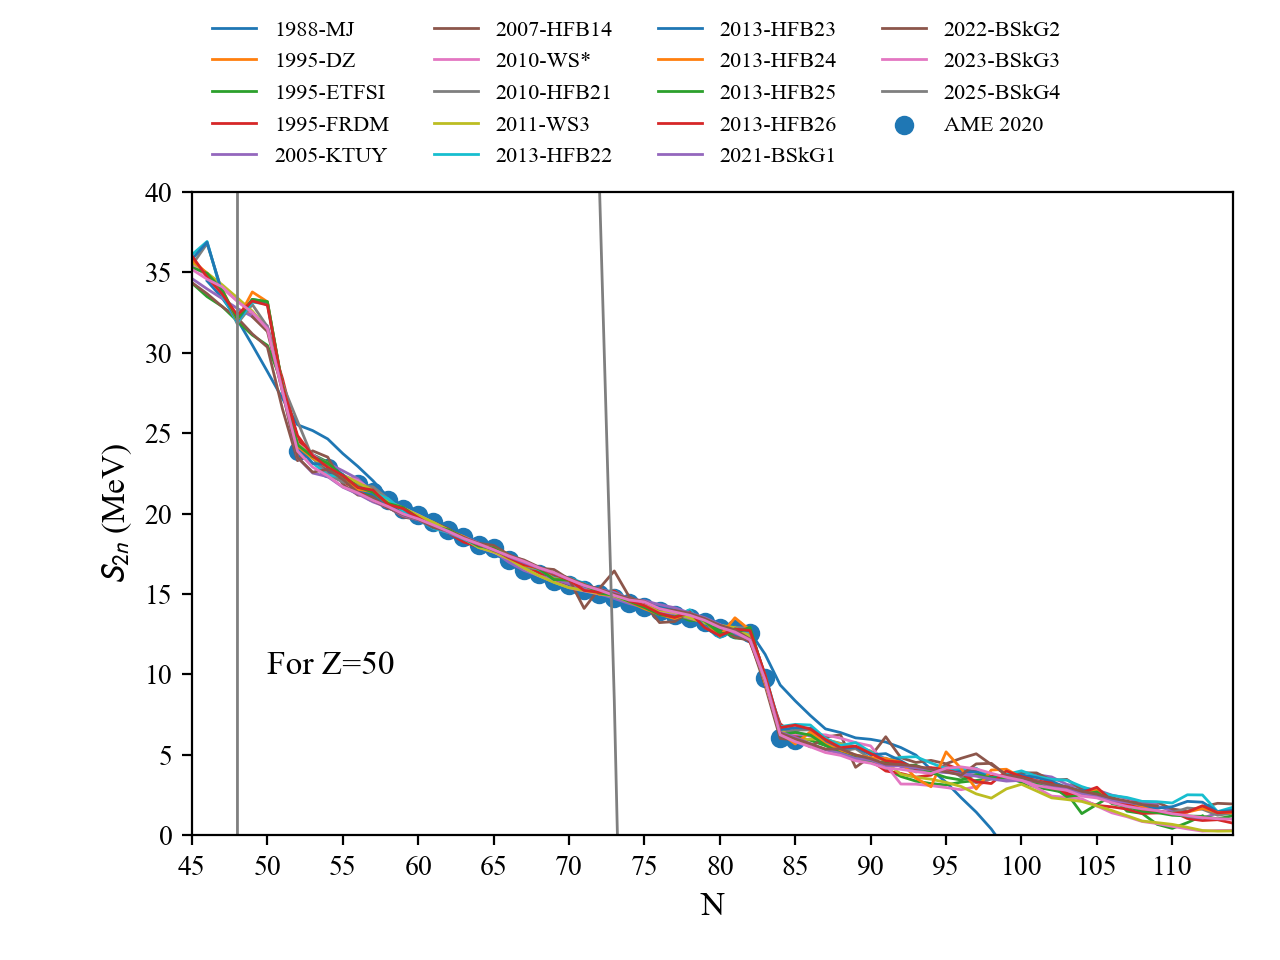 1988-MJ 2007-HFB14 2013-HFB23 2022-BSkG2
1995-DZ 2010-WS* 2013-HFB24 2023-BSkG3
1995-ETFSI 2010-HFB21 2013-HFB25 2025-BSkG4
1995-FRDM 2011-WS3 2013-HFB26 AME 2020
2005-KTUY 2013-HFB22 2021-BSkG1
40
35
30
25
20
15
10
5
0
S2n (MeV)
For Z=50
45 50 55 60 65 70 75 80 85 90 95 100 105 110
N